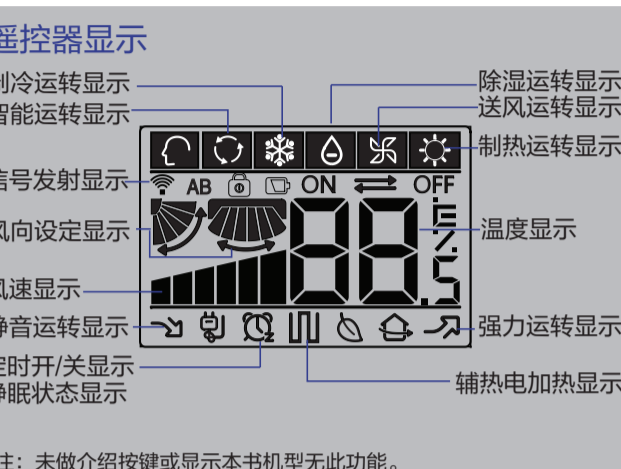 遥控器显示
制冷运转显示
智能运转显示
除湿运转显示
送风运转显示
制热运转显示
信号发射显示
AB ON OFF
风向设定显示
88
.5
温度显示
风速显示
静音运转显示
强力运转显示
定时开/关显示
静眠状态显示
辅热电加热显示
注：未做介绍按键或显示本书机型无此功能。